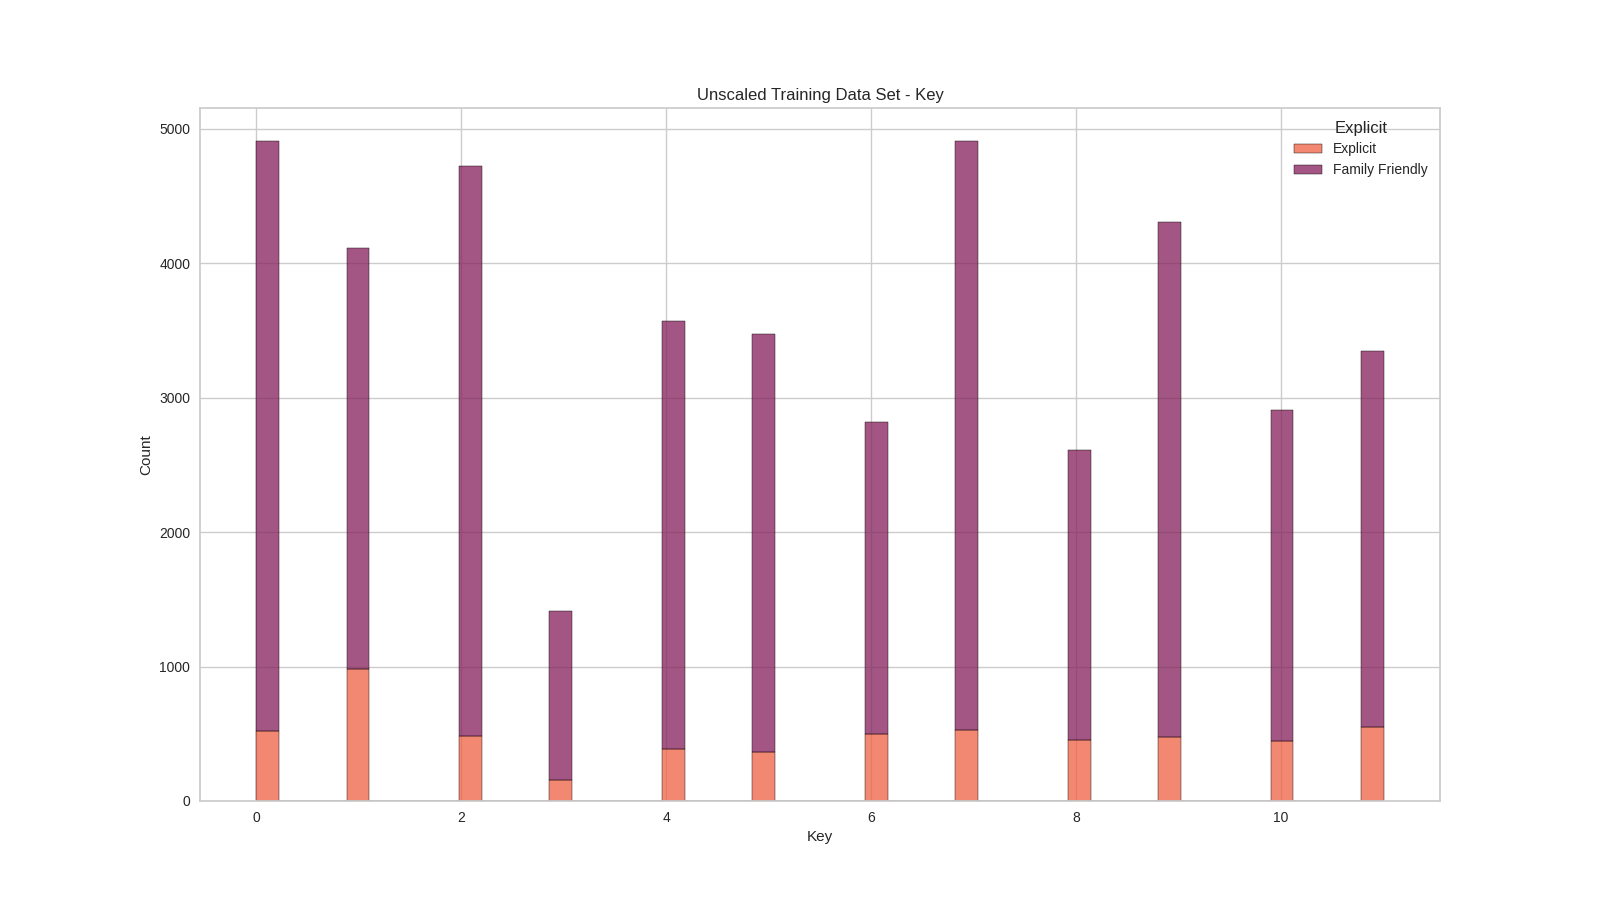 Unscaled Training Data Set - Key
Explicit
Explicit
Family Friendly
5000
4000
3000
2000
1000
0
Count
0 2 4 6 8 10
Key